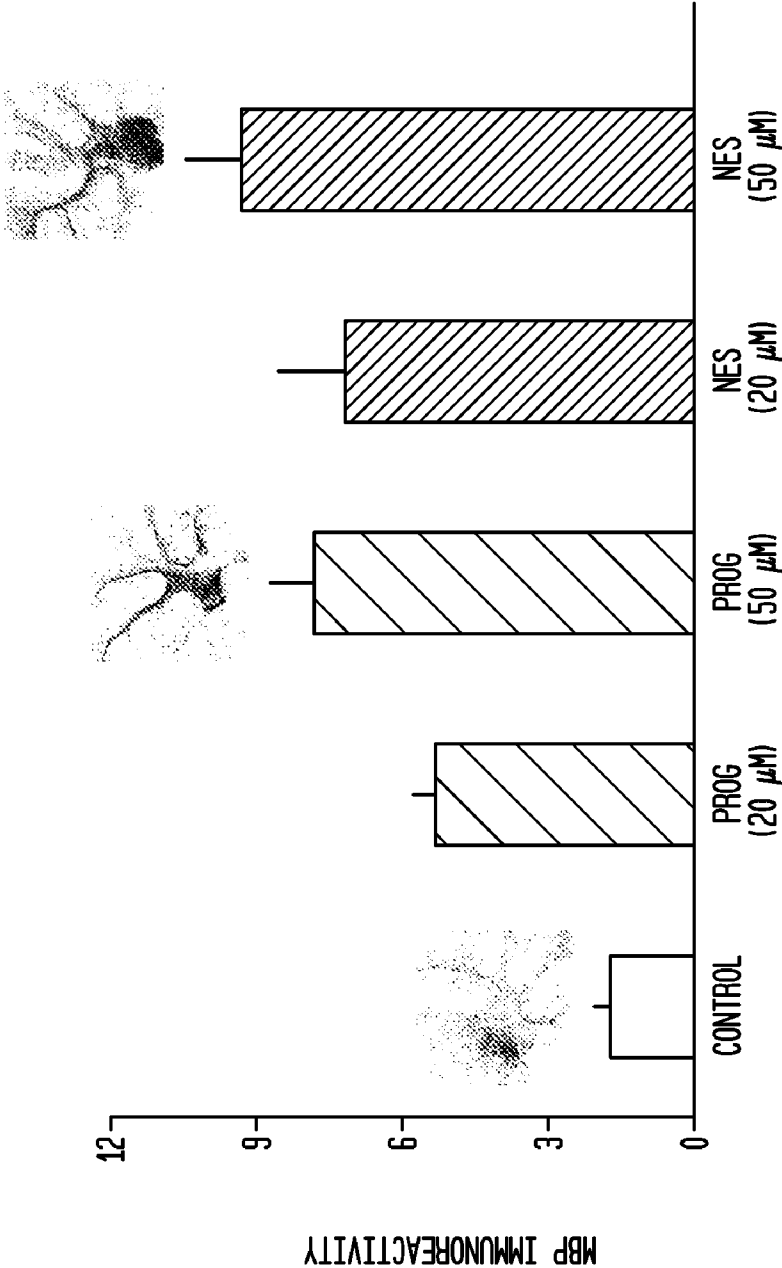 MBP IMMUNOREACTIVITY
12
9
6
3
0
CONTROL
PROG
(20 µM)
PROG
(50 µM)
NES
(20 µM)
NES
(50 µM)